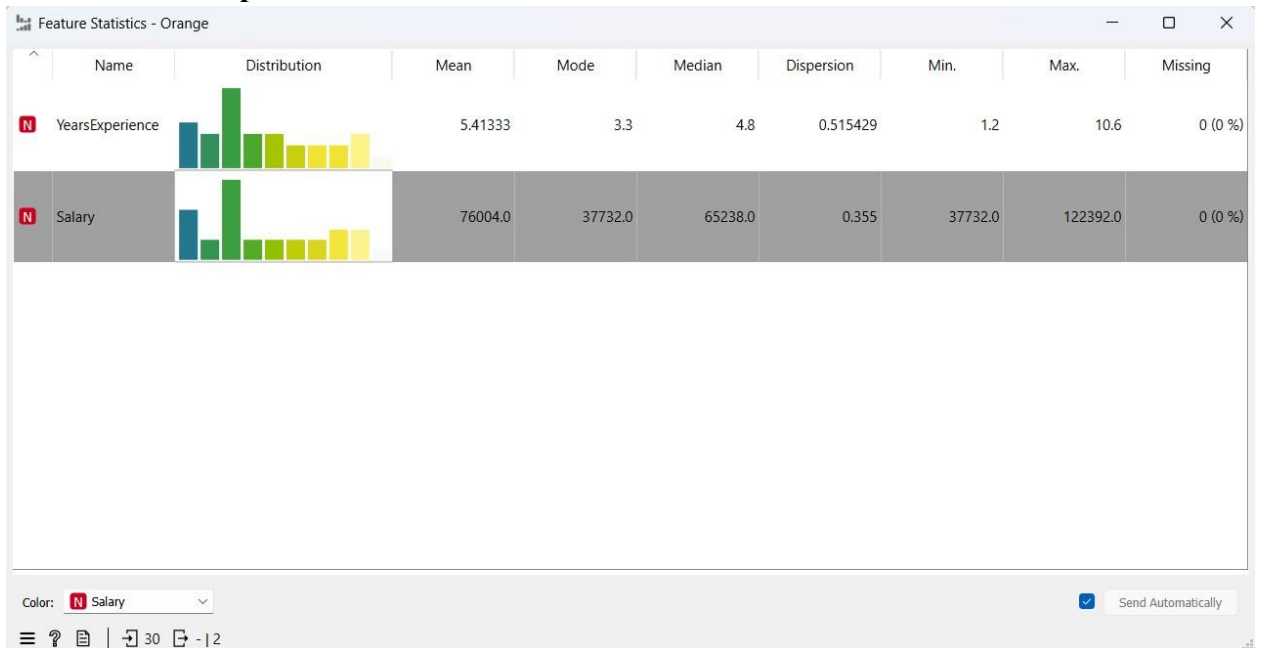 Feature Statistics - Orange
Name Distribution Mean Mode Median Dispersion Min. Max. Missing
N YearsExperience 5.41333 3.3 4.8 0.515429 1.2 10.6 0 (0 %)
N Salary 76004.0 37732.0 65238.0 0.355 37732.0 122392.0 0 (0 %)
Color: N Salary Send Automatically
? 30 - | 2